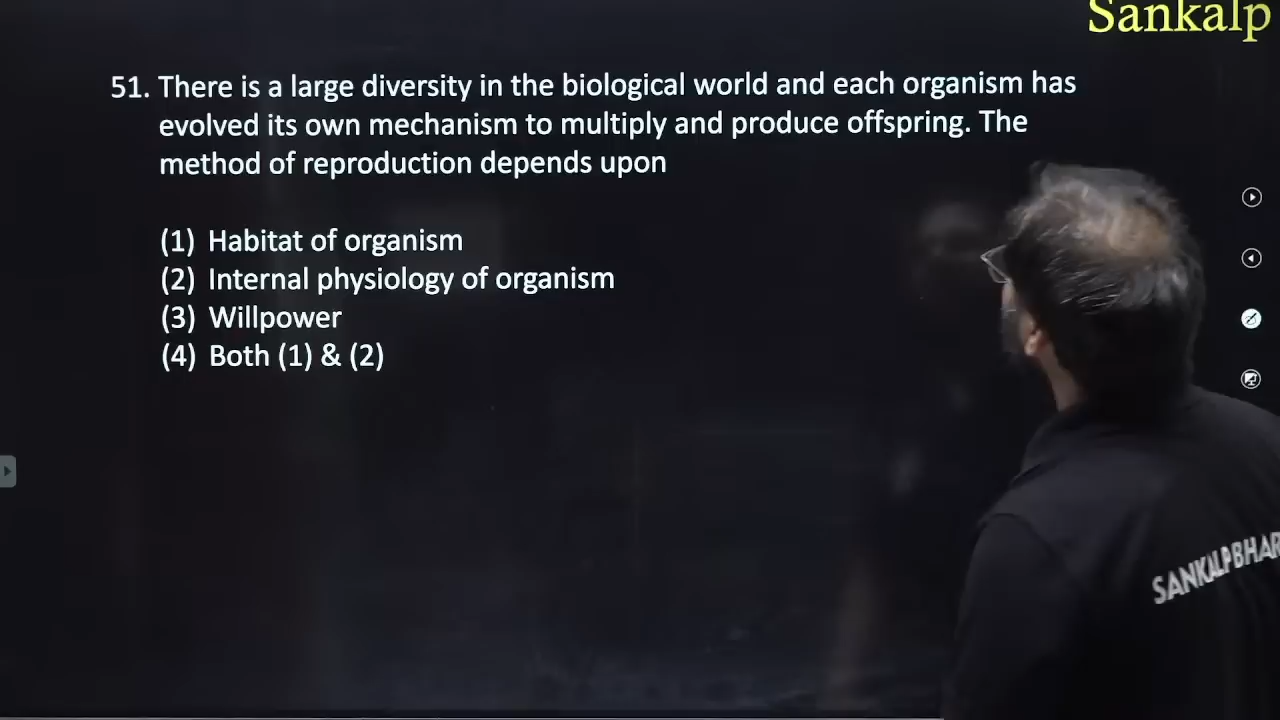 Sankalp
51. There is a large diversity in the biological world and each organism has
evolved its own mechanism to multiply and produce offspring. The
method of reproduction depends upon
(1) Habitat of organism
(2) Internal physiology of organism
(3) Willpower
(4) Both (1) & (2)
SANKALPBHAR